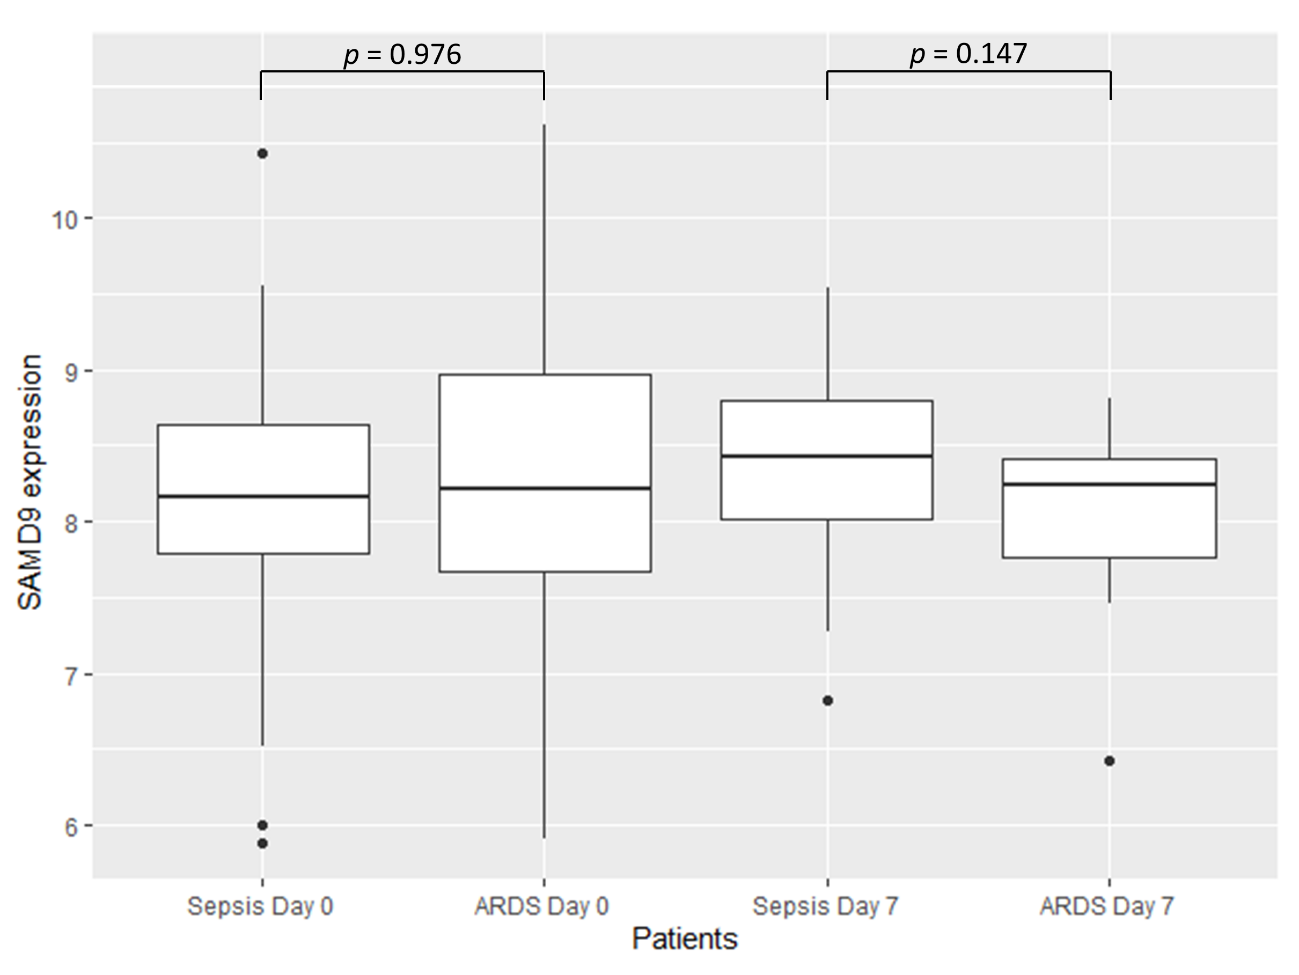 p = 0.976
p = 0.147
SAMD9 expression
10
9
8
7
6
Sepsis Day 0
ARDS Day 0
Sepsis Day 7
ARDS Day 7
Patients